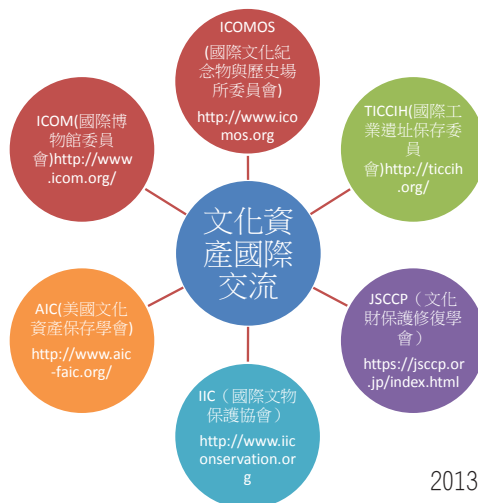 ICOMOS
(國際文化紀
念物與歷史場
所委員會)
http://www.ico
mos.org
TICCIH(國際工
業遺址保存委
員
會)http://ticcih
.org/
JSCCP（文化
財保護修復學
會）
https://jsccp.or
.jp/index.html
IIC（國際文物
保護協會）
http://www.iic
onservation.or
g
AIC(美國文化
資產保存學會)
http://www.aic
-faic.org/
ICOM(國際博
物館委員
會)http://www
.icom.org/
文化資
產國際
交流
2013